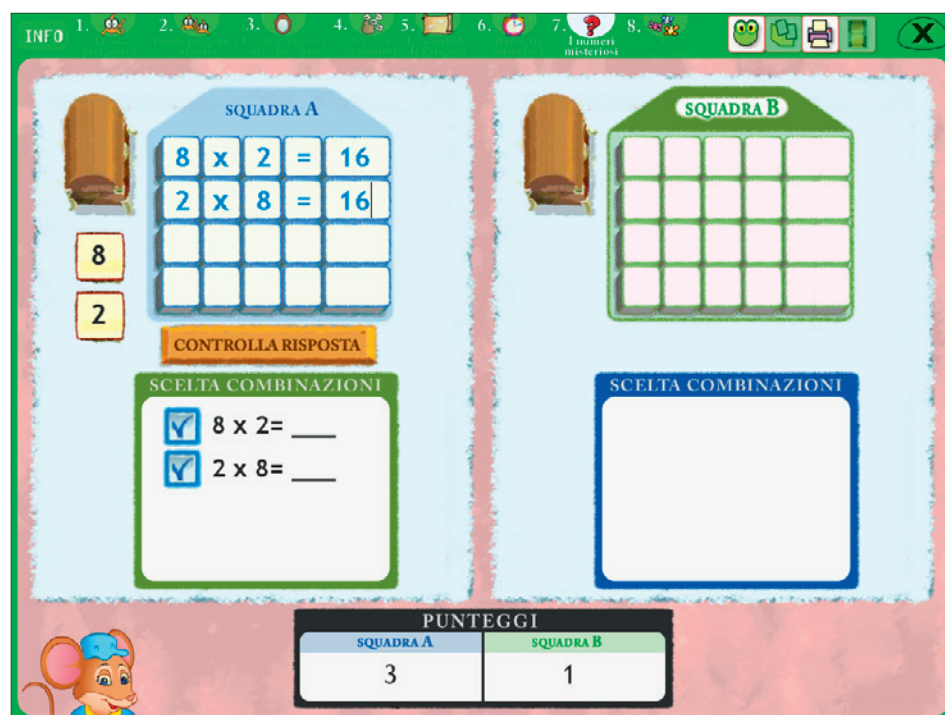 INFO
1.
2.
3.
4.
5.
6.
7.
8.
I numeri
misteriosi
X
SQUADRA A
8 x 2 = 16
2 x 8 = 16
8
2
CONTROLLA RISPOSTA
SCELTA COMBINAZIONI
8 x 2= ___
2 x 8= ___
SQUADRA B
SCELTA COMBINAZIONI
PUNTEGGI
SQUADRA A
SQUADRA B
3
1